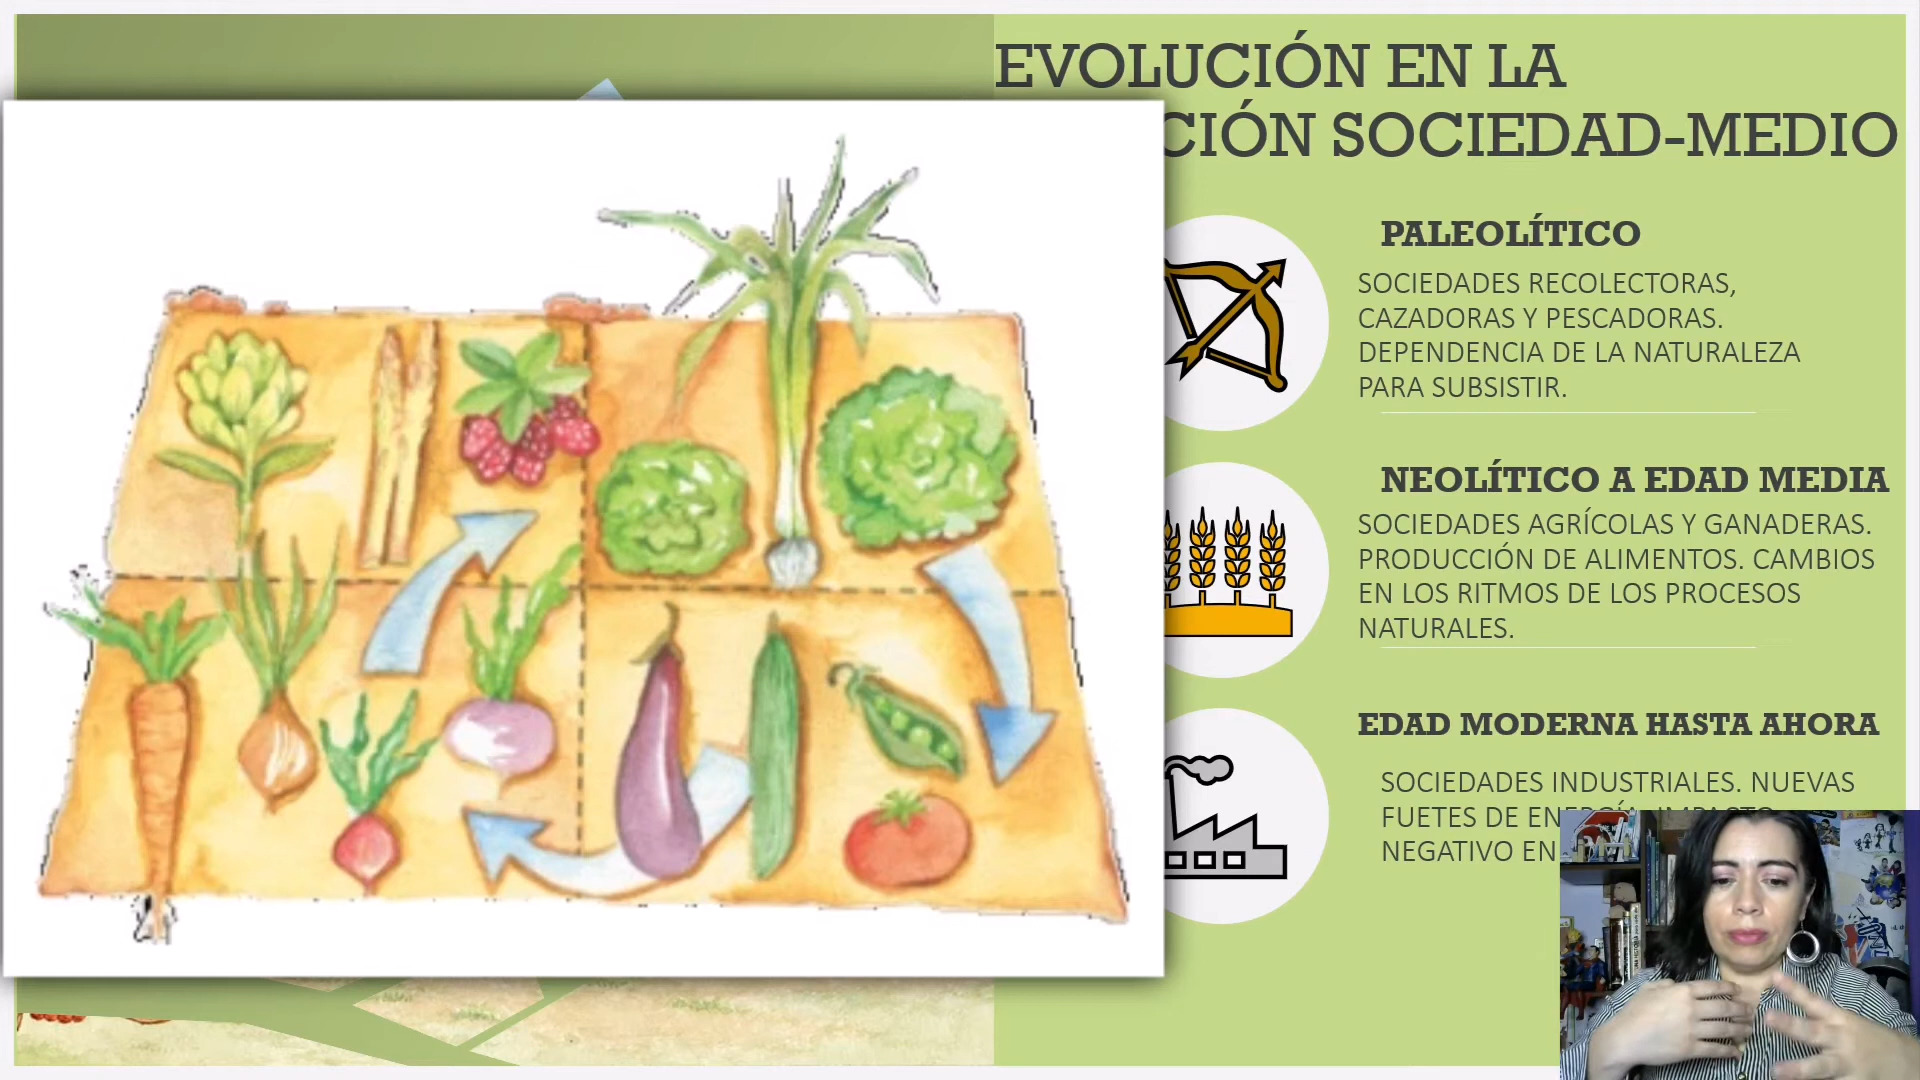 EVOLUCIÓN EN LA
CIÓN SOCIEDAD-MEDIO
PALEOLÍTICO
SOCIEDADES RECOLECTORAS,
CAZADORAS Y PESCADORAS.
DEPENDENCIA DE LA NATURALEZA
PARA SUBSISTIR.
NEOLÍTICO A EDAD MEDIA
SOCIEDADES AGRÍCOLAS Y GANADERAS.
PRODUCCIÓN DE ALIMENTOS. CAMBIOS
EN LOS RITMOS DE LOS PROCESOS
NATURALES.
EDAD MODERNA HASTA AHORA
SOCIEDADES INDUSTRIALES. NUEVAS
FUETES DE EN
NEGATIVO EN